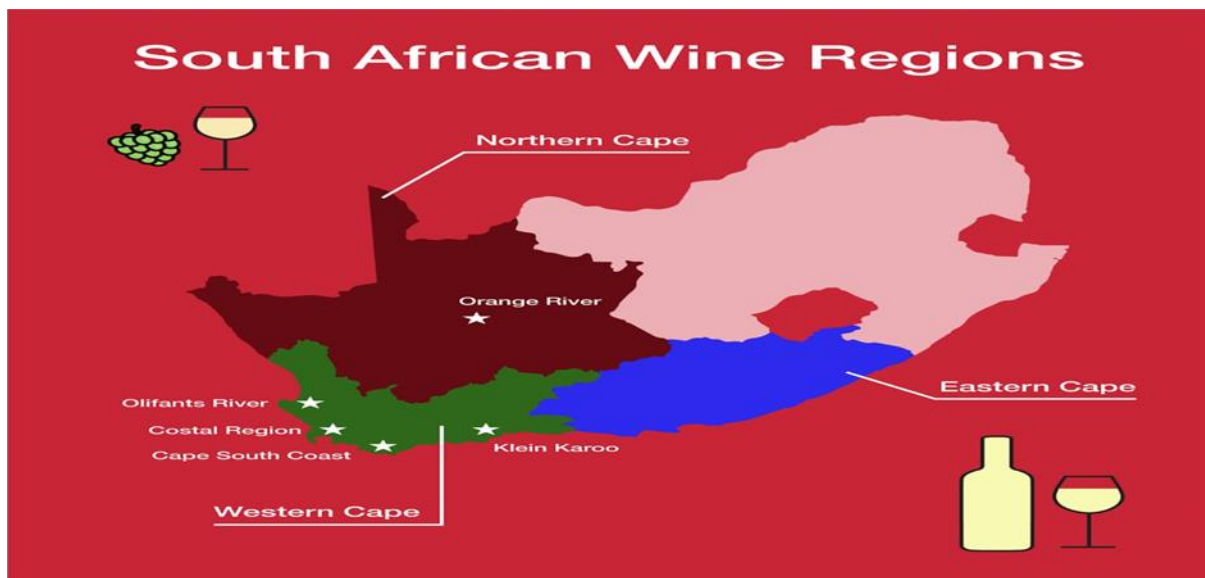 South African Wine Regions
Northern Cape
Orange River
Eastern Cape
Olifants River
Costal Region
Cape South Coast
Klein Karoo
Western Cape